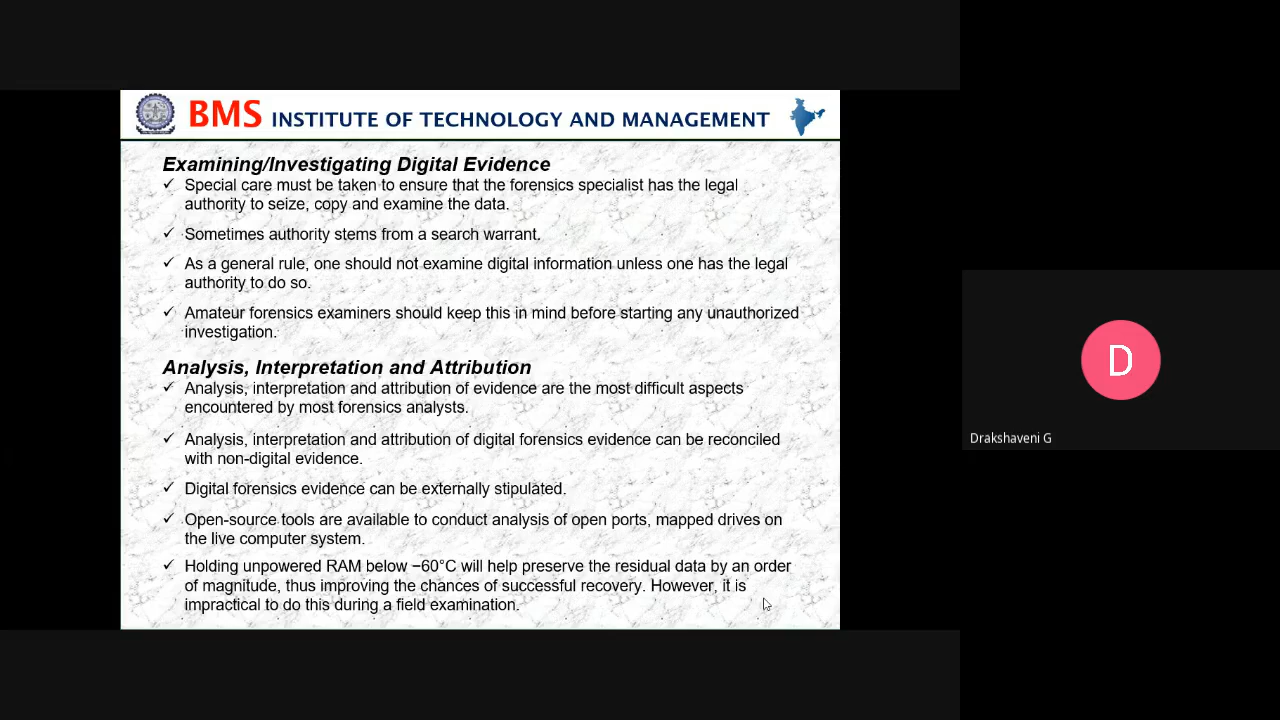 BMS INSTITUTE OF TECHNOLOGY AND MANAGEMENT
Examining/Investigating Digital Evidence
✓ Special care must be taken to ensure that the forensics specialist has the legal
authority to seize, copy and examine the data.
✓ Sometimes authority stems from a search warrant.
✓ As a general rule, one should not examine digital information unless one has the legal
authority to do so.
✓ Amateur forensics examiners should keep this in mind before starting any unauthorized
investigation.
Analysis, Interpretation and Attribution
✓ Analysis, interpretation and attribution of evidence are the most difficult aspects
encountered by most forensics analysts.
✓ Analysis, interpretation and attribution of digital forensics evidence can be reconciled
with non-digital evidence.
✓ Digital forensics evidence can be externally stipulated.
✓ Open-source tools are available to conduct analysis of open ports, mapped drives on
the live computer system.
✓ Holding unpowered RAM below −60°C will help preserve the residual data by an order
of magnitude, thus improving the chances of successful recovery. However, it is
impractical to do this during a field examination.
D
Drakshaveni G